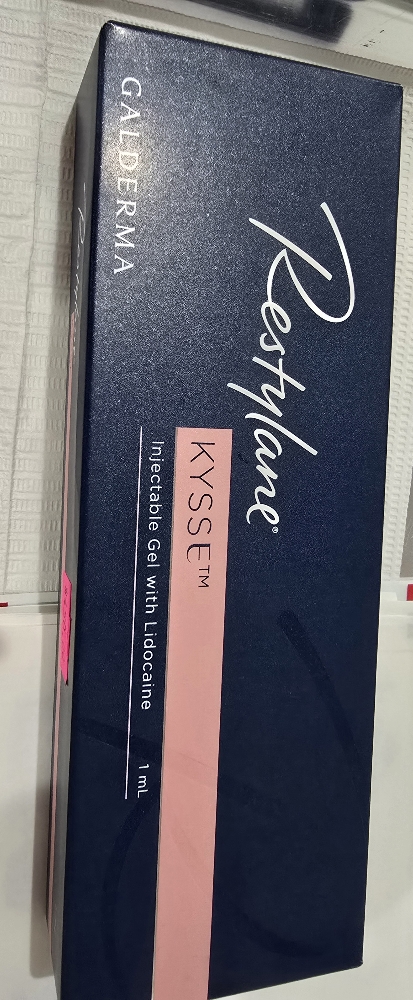 GALDERMA
Restylane®
KYSSE™
Injectable Gel with Lidocaine 1 mL